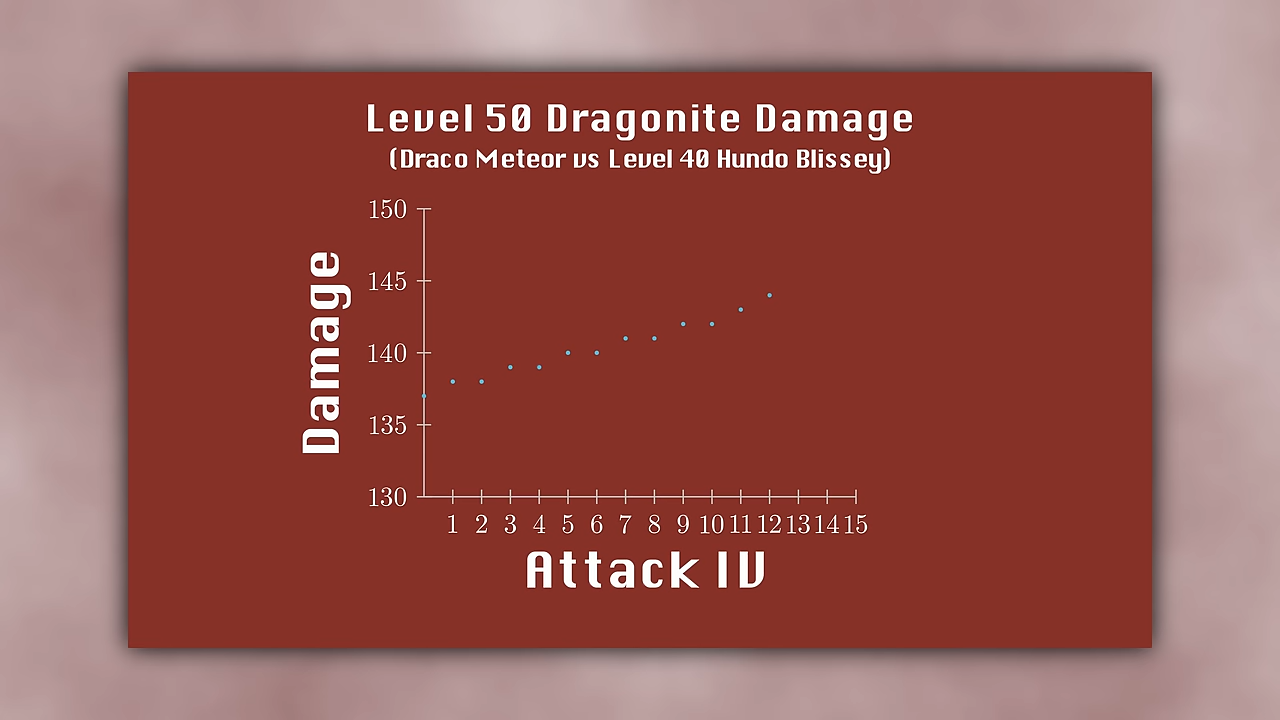 Level 50 Dragonite Damage
(Draco Meteor vs Level 40 Hundo Blissey)
150
145
140
135
130
Damage
1 2 3 4 5 6 7 8 9 10 11 12 13 14 15
Attack IV